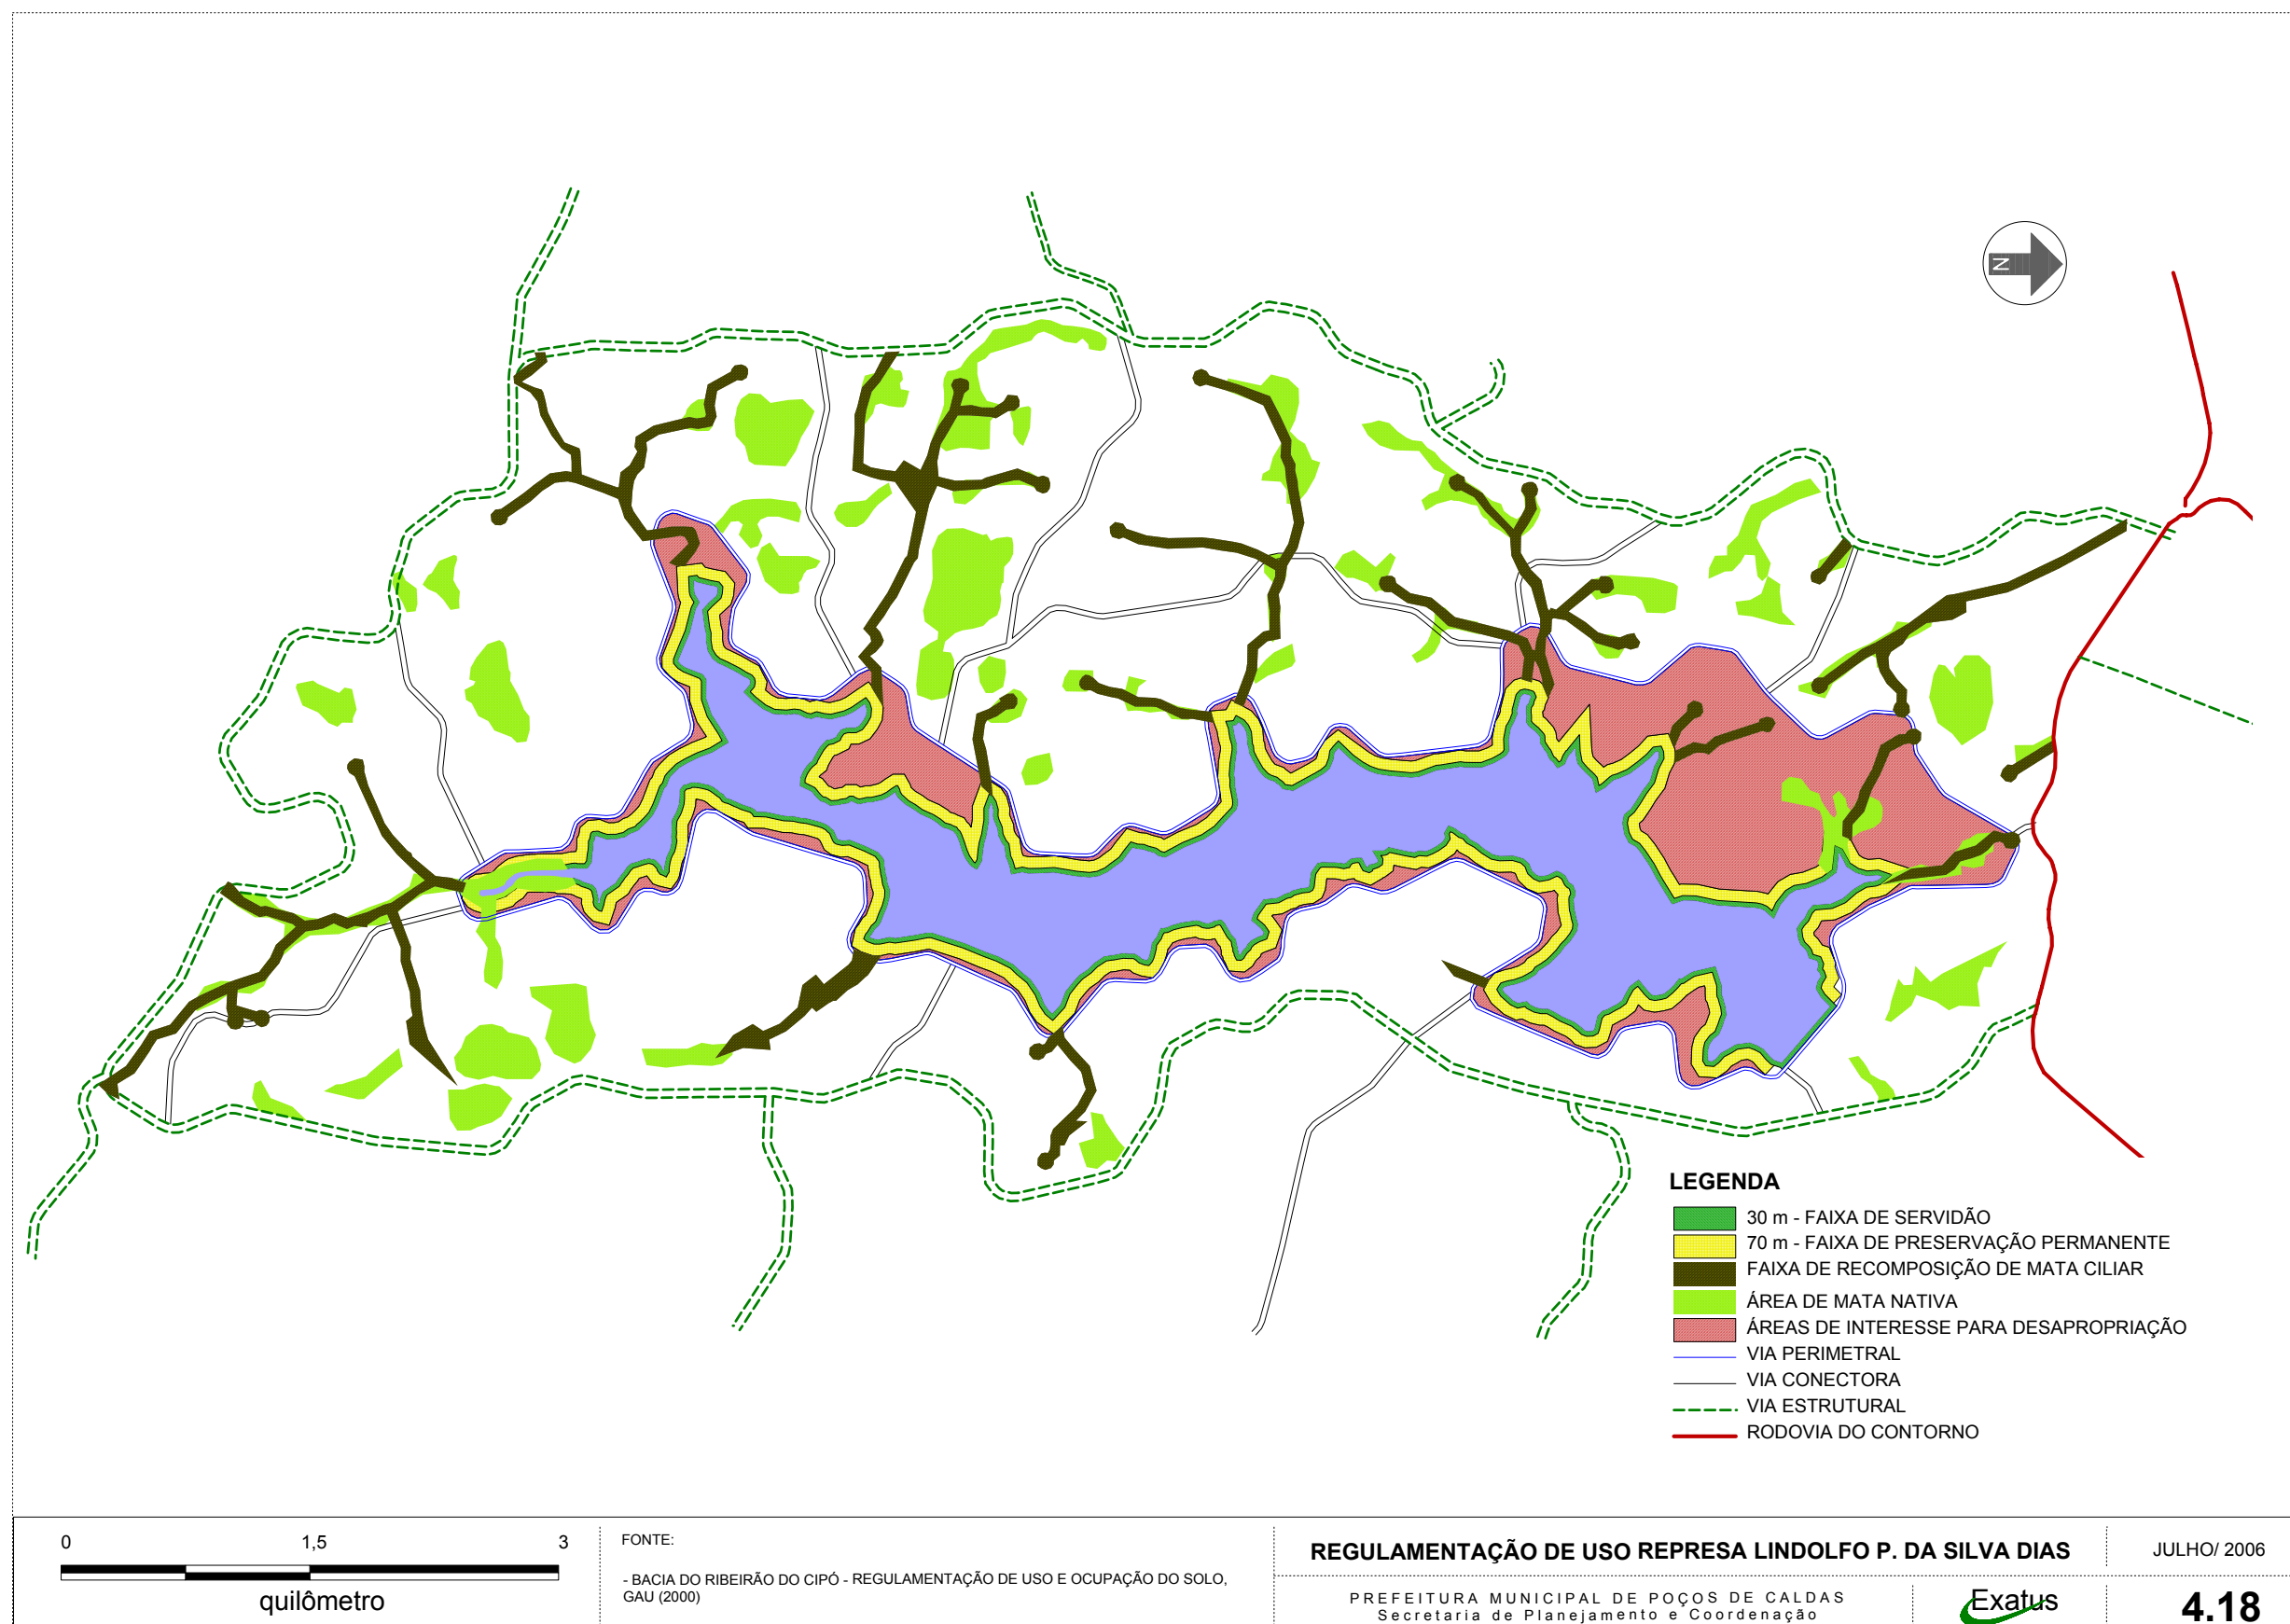 N
LEGENDA
30 m - FAIXA DE SERVIDÃO
70 m - FAIXA DE PRESERVAÇÃO PERMANENTE
FAIXA DE RECOMPOSIÇÃO DE MATA CILIAR
ÁREA DE MATA NATIVA
ÁREAS DE INTERESSE PARA DESAPROPRIAÇÃO
VIA PERIMETRAL
VIA CONECTORA
VIA ESTRUTURAL
RODOVIA DO CONTORNO
0 1,5 3
quilômetro
FONTE:
- BACIA DO RIBEIRÃO DO CIPÓ - REGULAMENTAÇÃO DE USO E OCUPAÇÃO DO SOLO,
GAU (2000)
REGULAMENTAÇÃO DE USO REPRESA LINDOLFO P. DA SILVA DIAS
JULHO/ 2006
PREFEITURA MUNICIPAL DE POÇOS DE CALDAS
Secretaria de Planejamento e Coordenação
Exatus
4.18